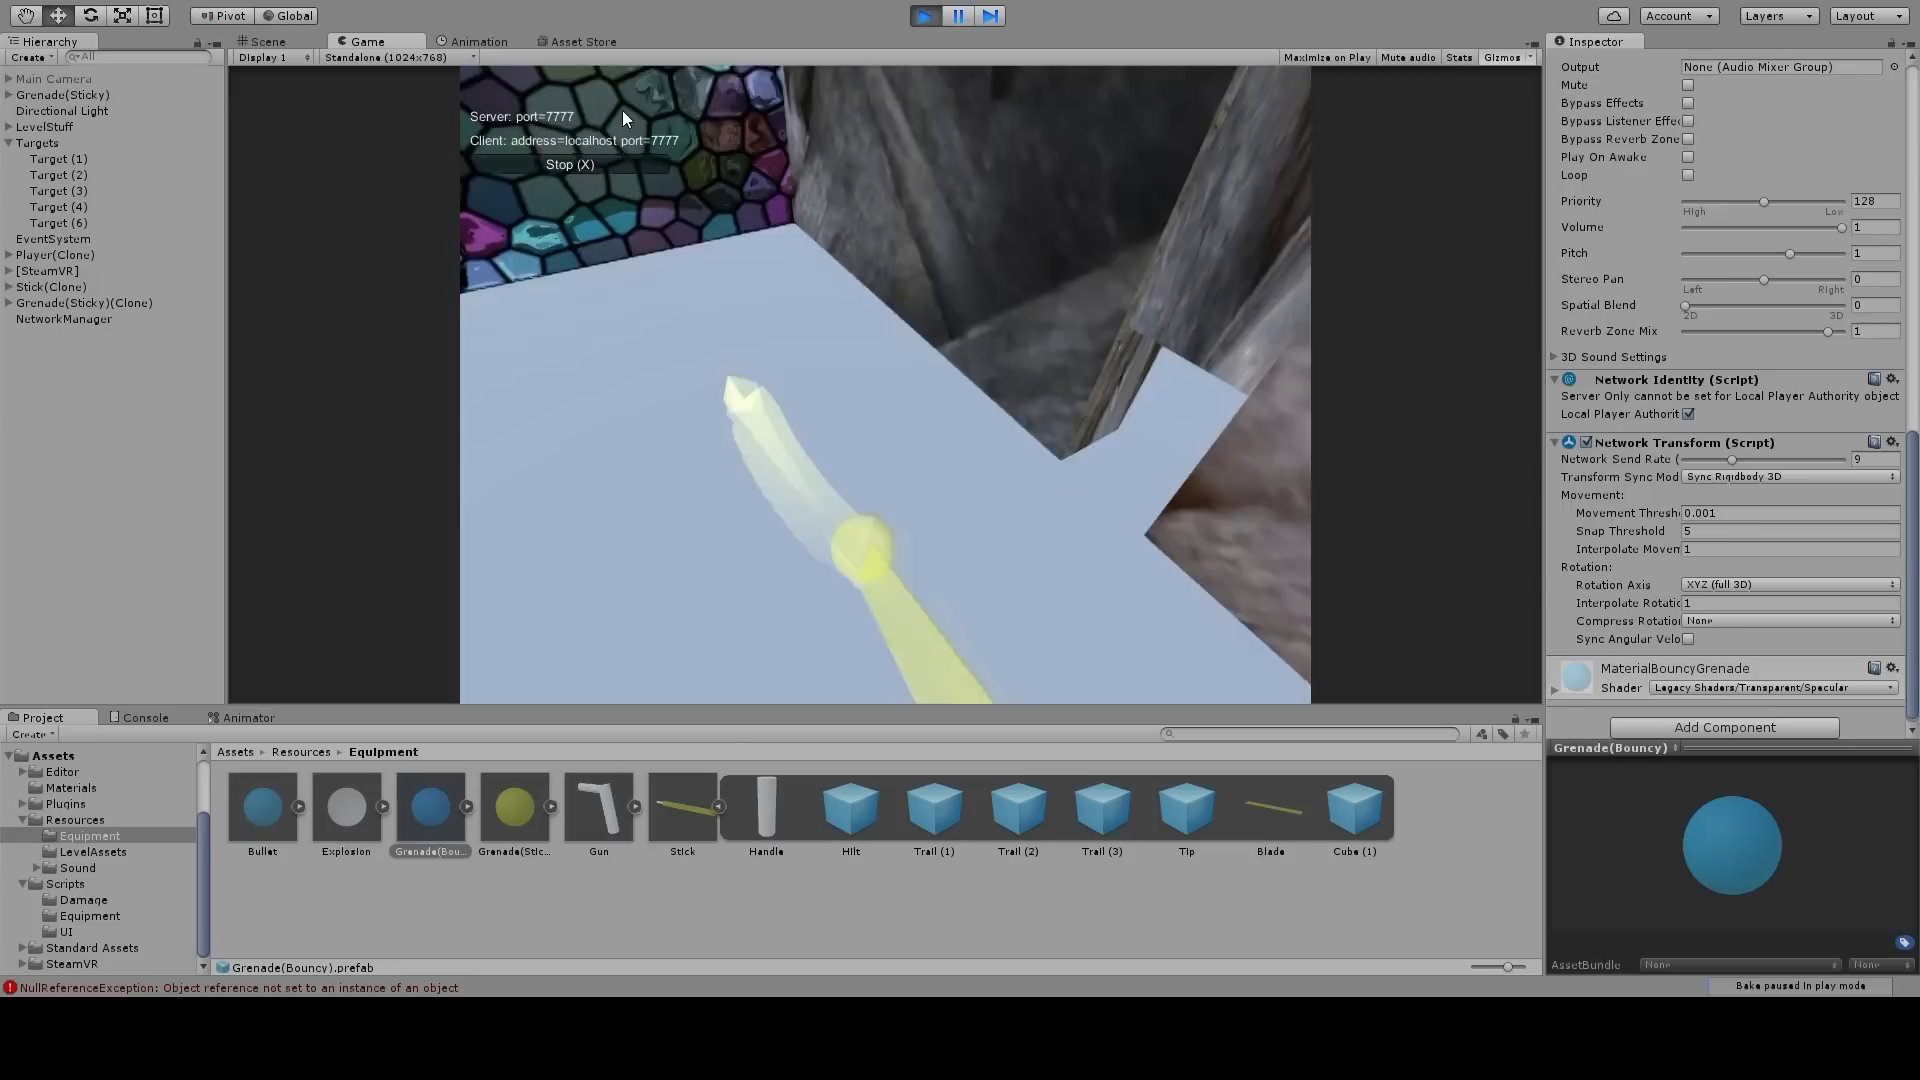 Pivot
Global
Account
Layers
Layout
Hierarchy
Create
All
Main Camera
Grenade(Sticky)
Directional Light
LevelStuff
Targets
Target (1)
Target (2)
Target (3)
Target (4)
Target (6)
EventSystem
Player(Clone)
[SteamVR]
Stick(Clone)
Grenade(Sticky)(Clone)
NetworkManager
Scene
Game
Animation
Asset Store
Display 1
Standalone (1024x768)
Maximize on Play
Mute audio
Stats
Gizmos
Server: port=7777
Client: address=localhost port=7777
Stop (X)
Inspector
Output None (Audio Mixer Group)
Mute
Bypass Effects
Bypass Listener Effe
Bypass Reverb Zone
Play On Awake
Loop
Priority 128
High Low
Volume 1
Pitch 1
Stereo Pan 0
Left Right
Spatial Blend 0
2D 3D
Reverb Zone Mix 1
3D Sound Settings
Network Identity (Script)
Server Only cannot be set for Local Player Authority object
Local Player Authorit
Network Transform (Script)
Network Send Rate ( 9
Transform Sync Mod Sync Rigidbody 3D
Movement:
Movement Thresh 0.001
Snap Threshold 5
Interpolate Movem 1
Rotation:
Rotation Axis XYZ (full 3D)
Interpolate Rotatic 1
Compress Rotation None
Sync Angular Velo
MaterialBouncyGrenade
Shader Legacy Shaders/Transparent/Specular
Add Component
Grenade(Bouncy)
AssetBundle None None
Project
Console
Animator
Create
Assets
Editor
Materials
Plugins
Resources
Equipment
LevelAssets
Sound
Scripts
Damage
Equipment
UI
Standard Assets
SteamVR
Assets Resources Equipment
Bullet
Explosion
Grenade(Bou...
Grenade(Stic...
Gun
Stick
Handle
Hilt
Trail (1)
Trail (2)
Trail (3)
Tip
Blade
Cube (1)
Grenade(Bouncy).prefab
NullReferenceException: Object reference not set to an instance of an object
Bake paused in play mode